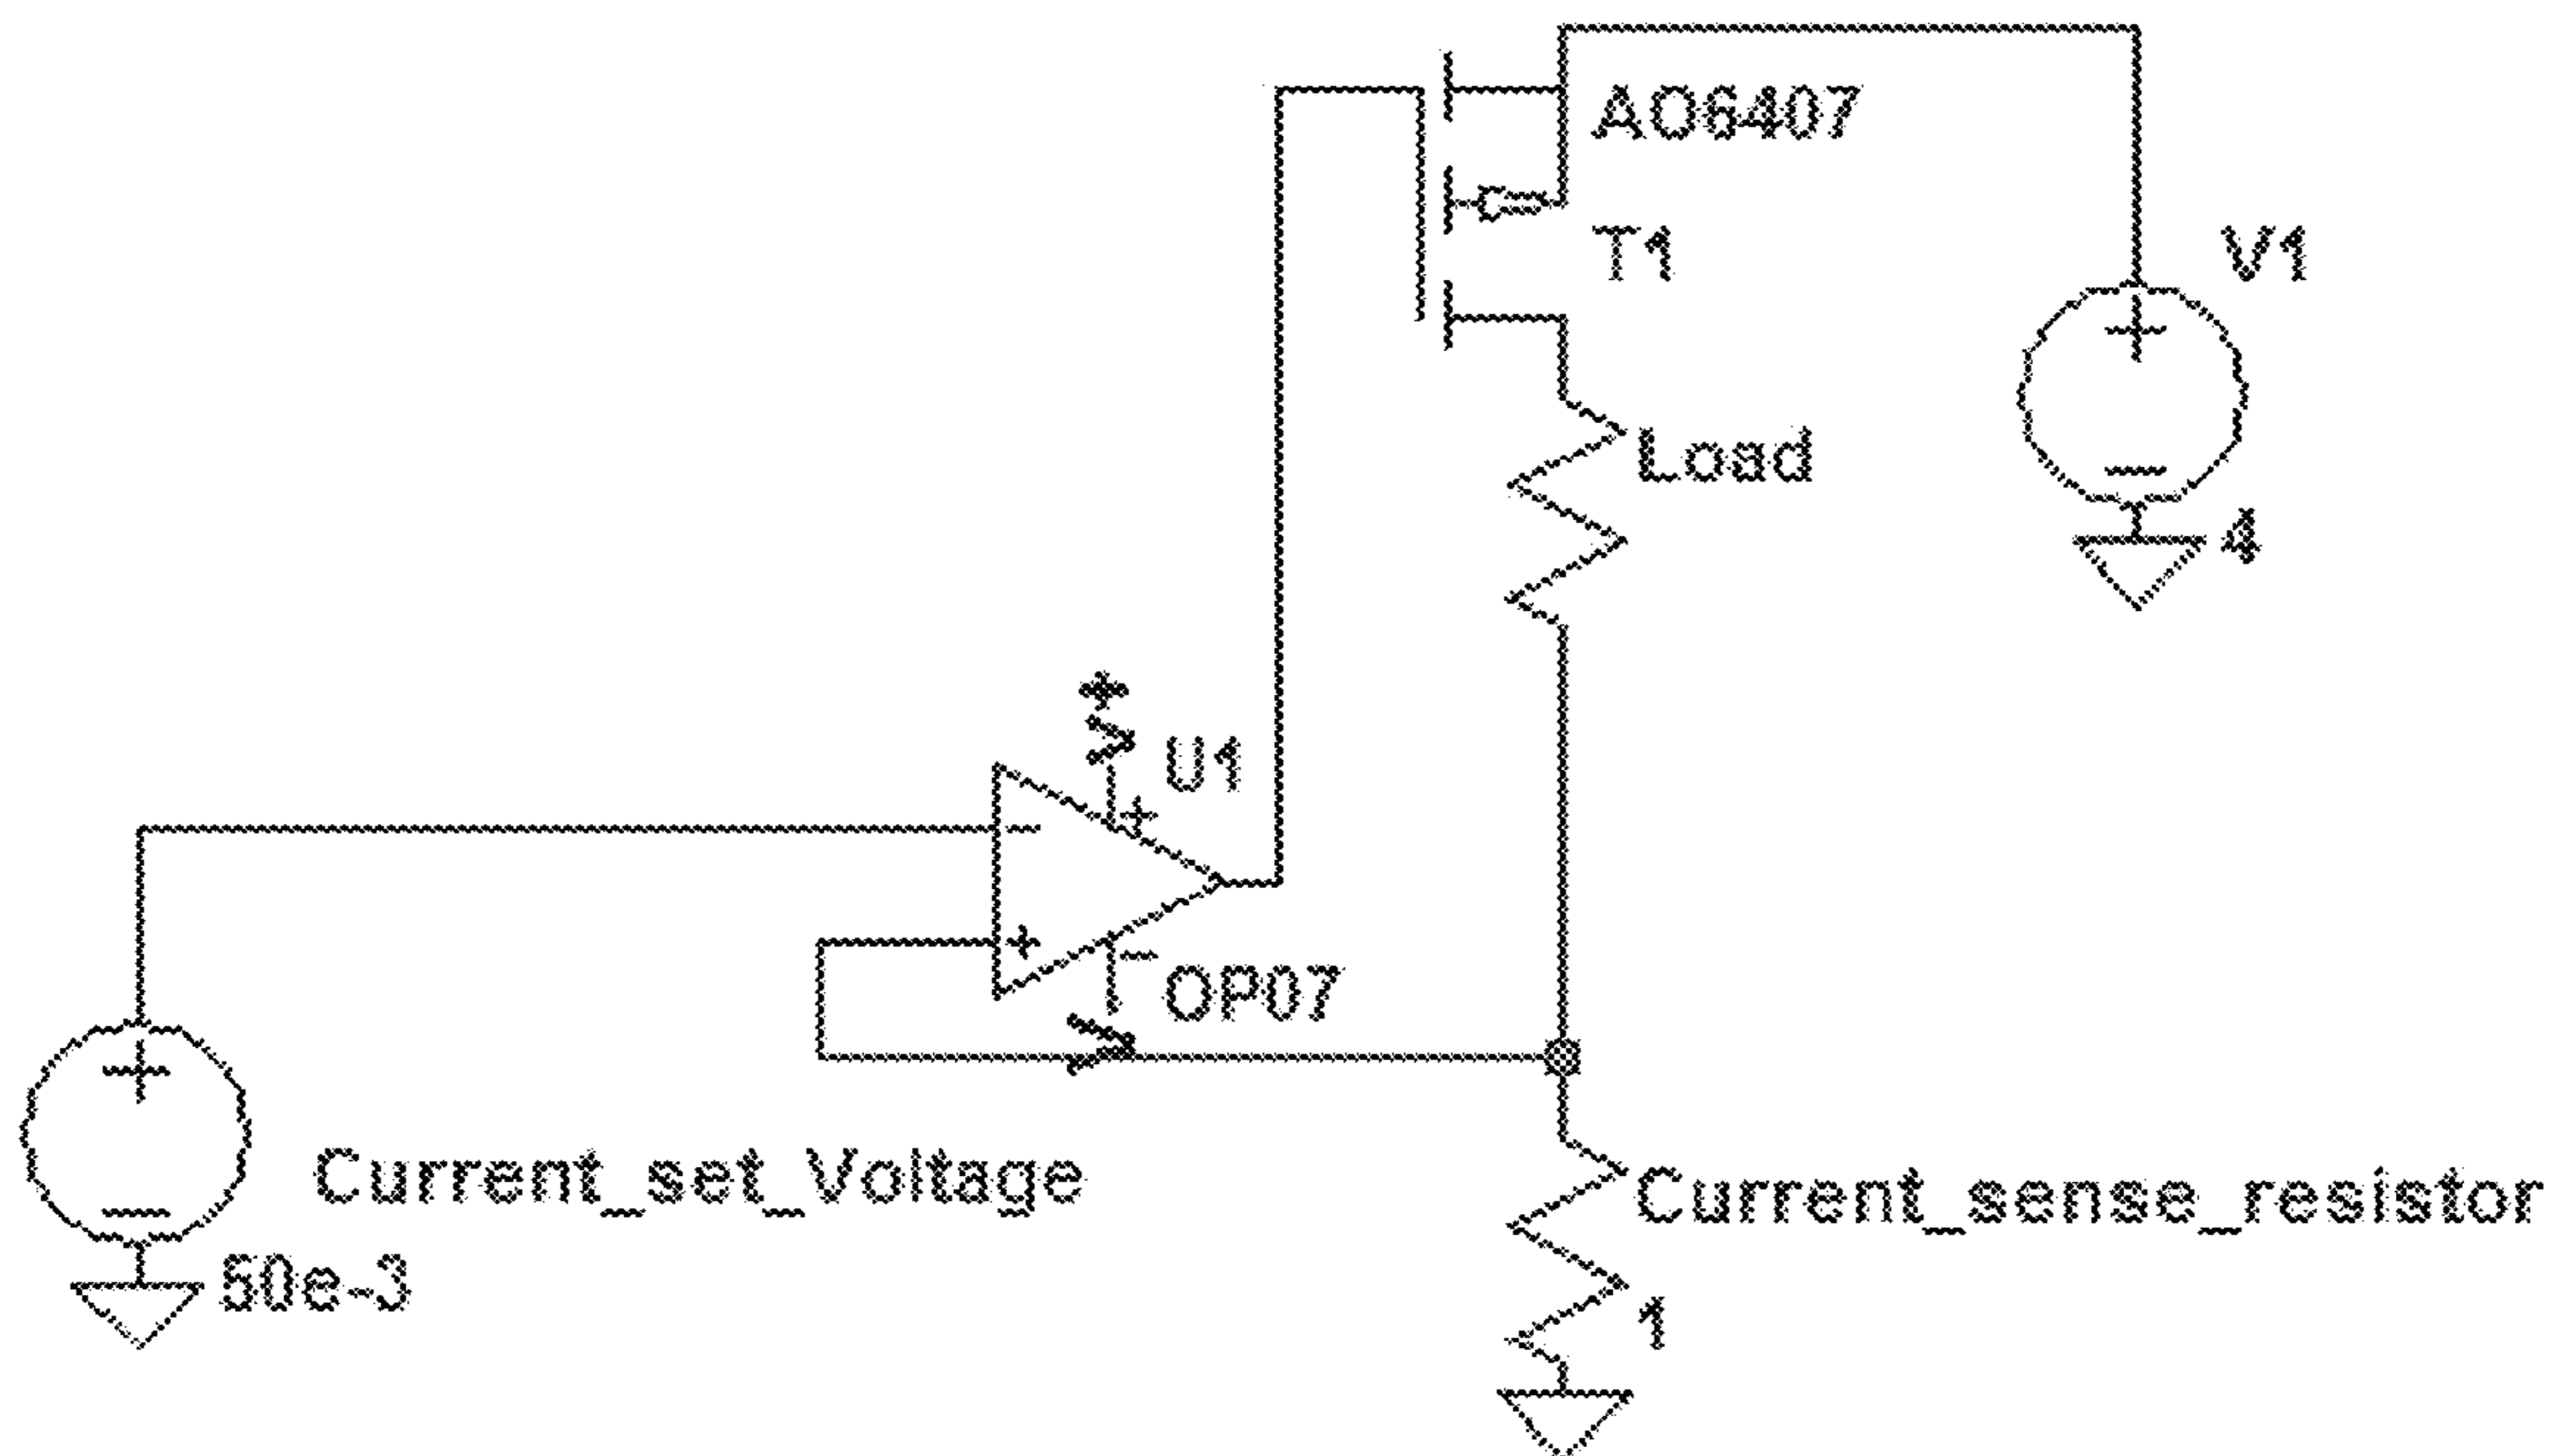 AO6407
T1
V1
+
Load
4
V+
U1
+
-
+
-
OP07
V-
+
Current_set_Voltage
50e-3
Current_sense_resistor
1